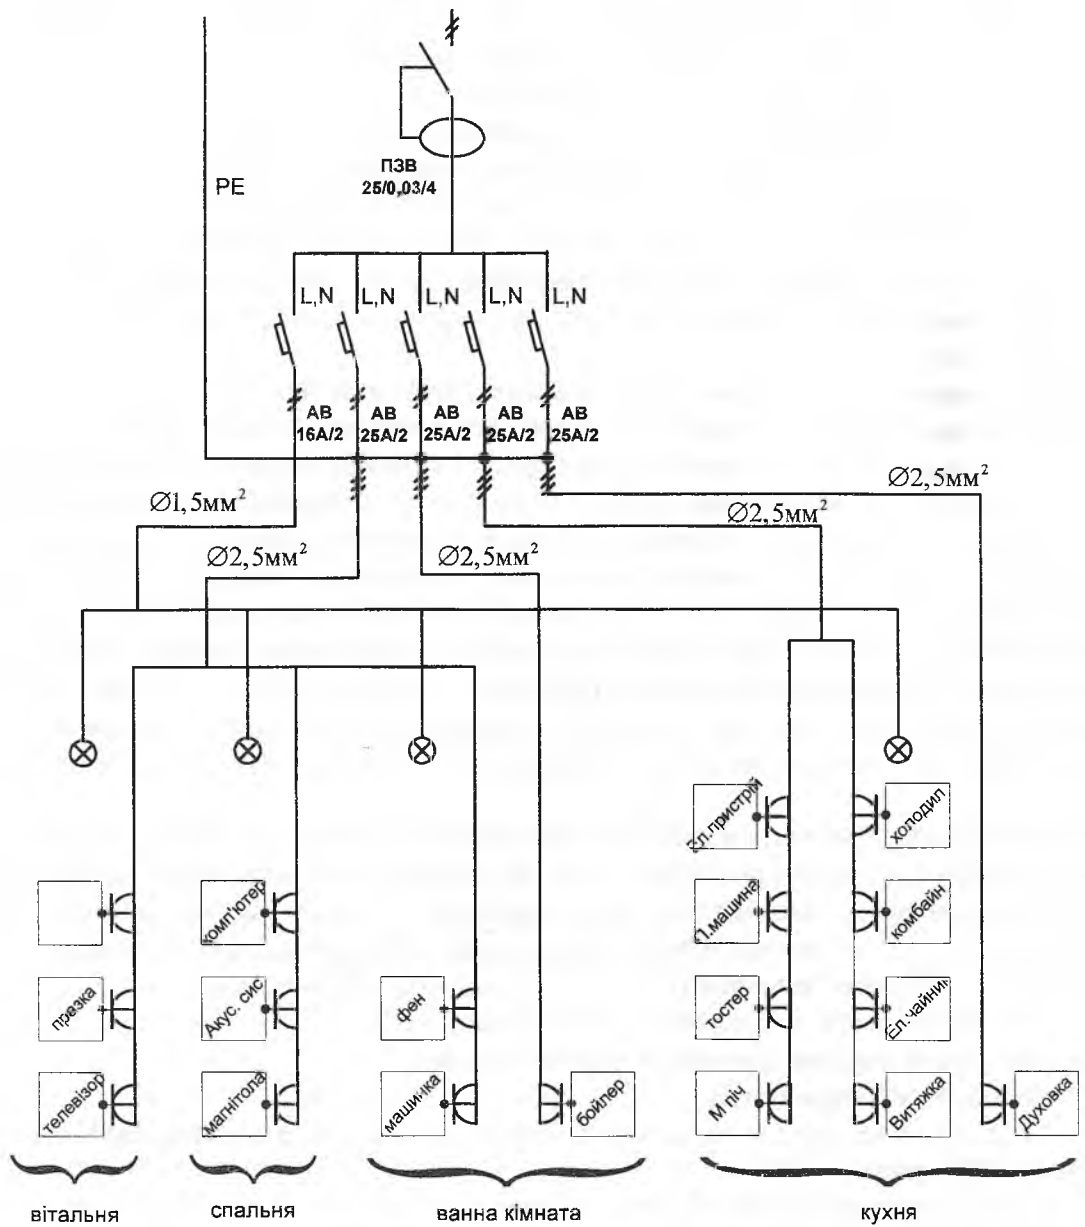 ПЗВ
25/0,03/4
PE
L,N L,N L,N L,N L,N
АВ АВ АВ АВ АВ
16А/2 25А/2 25А/2 25А/2 25А/2
Ø2,5мм²
Ø1,5мм²
Ø2,5мм²
Ø2,5мм² Ø2,5мм²
Ел.пристрій холодил
комп'ютер П.машина комбайн
презка Акус. сис фен тостер Ел. чайник
телевізор магнітола машинка бойлер М піч Витяжка Духовка
вітальня спальня ванна кімната кухня